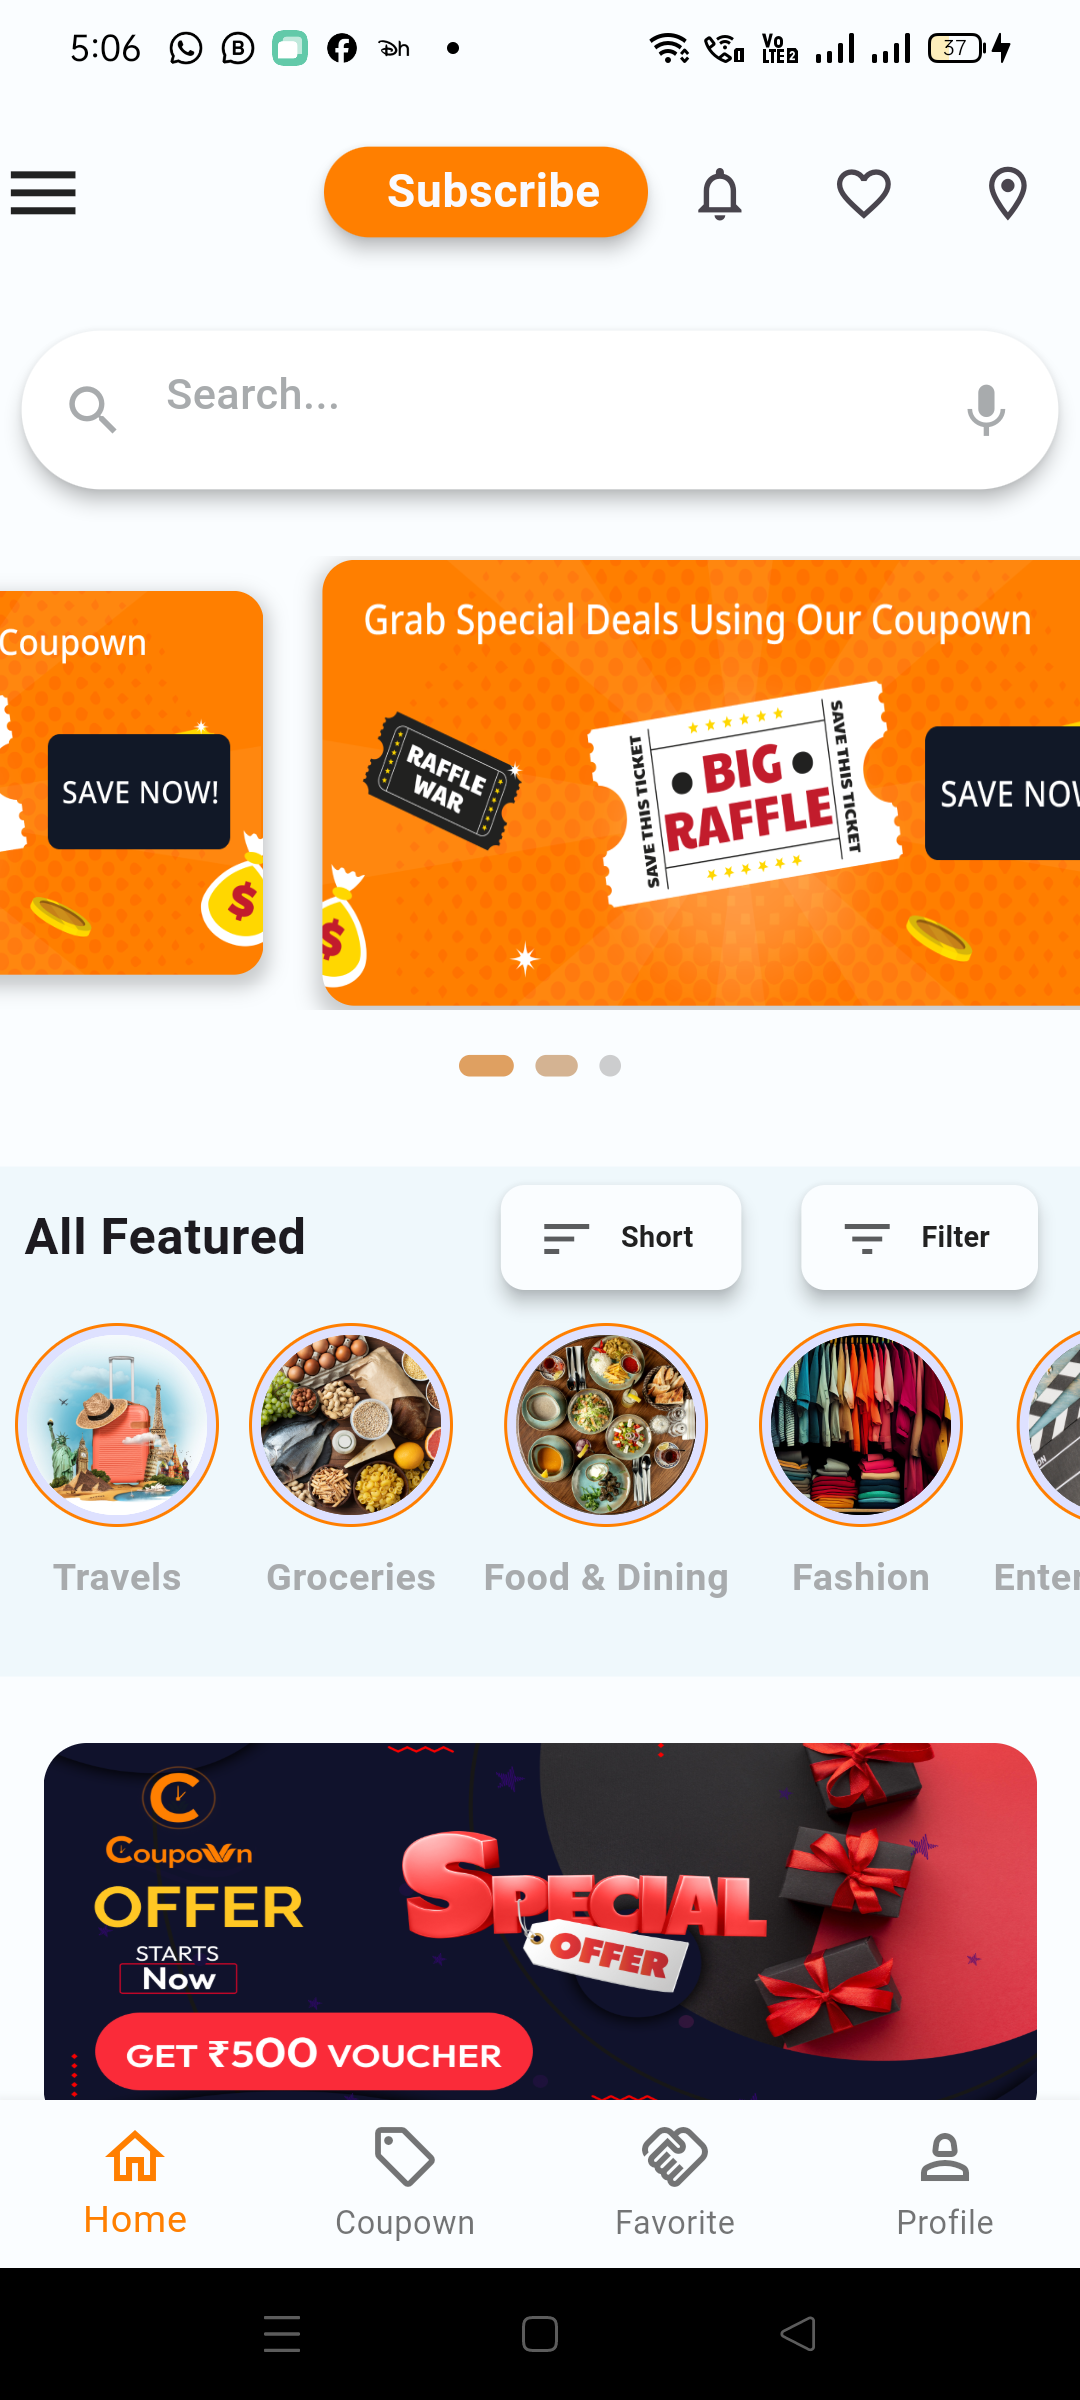 5:06
37
Subscribe
Search...
Coupown
SAVE NOW!
Grab Special Deals Using Our Coupown
RAFFLE
WAR
SAVE THIS TICKET
BIG
RAFFLE
SAVE THIS TICKET
SAVE NOW
All Featured
Short
Filter
Travels
Groceries
Food & Dining
Fashion
Enter
CoupoWn
OFFER
STARTS
Now
GET ₹500 VOUCHER
SPECIAL
OFFER
Home
Coupown
Favorite
Profile